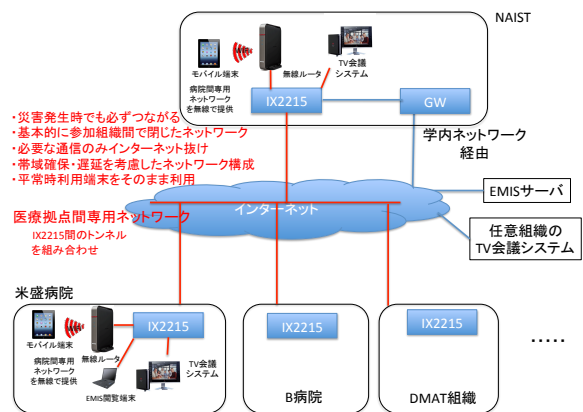 NAIST
モバイル端末
無線ルータ
TV会議
システム
病院間専用
ネットワーク
を無線で提供
IX2215
GW
・災害発生時でも必ずつながる
・基本的に参加組織間で閉じたネットワーク
・必要な通信のみインターネット抜け
・帯域確保・遅延を考慮したネットワーク構成
・平常時利用端末をそのまま利用
学内ネットワーク
経由
EMISサーバ
医療拠点間専用ネットワーク
インターネット
IX2215間のトンネル
を組み合わせ
任意組織の
TV会議システム
米盛病院
IX2215
モバイル端末
無線ルータ
病院間専用
ネットワーク
を無線で提供
TV会議
システム
EMIS閲覧端末
IX2215
B病院
IX2215
DMAT組織
・・・・・